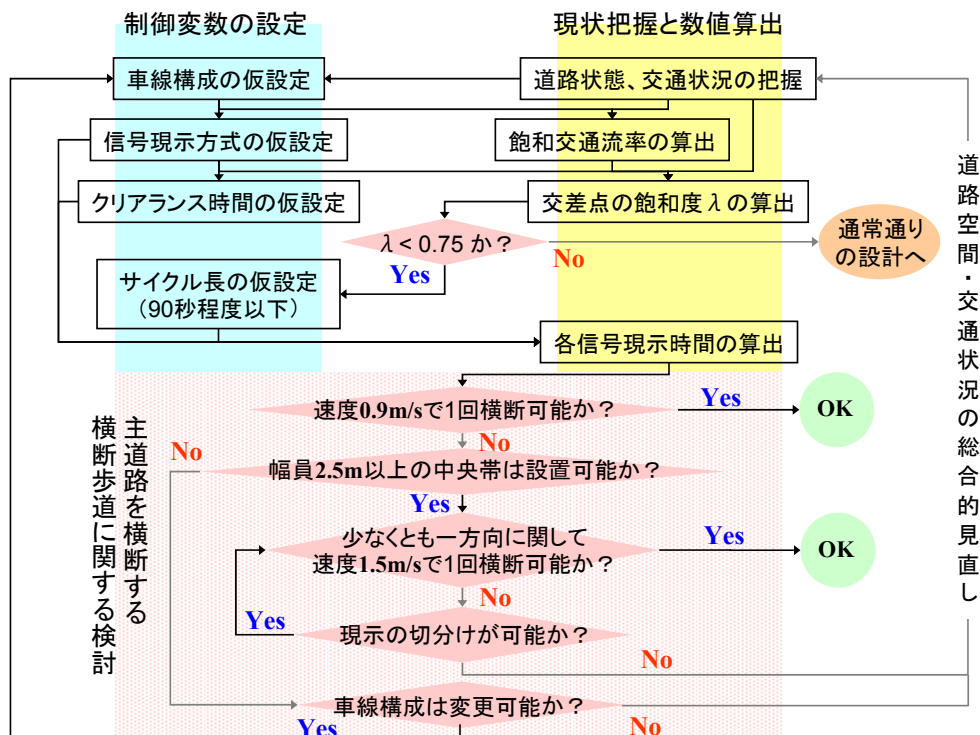 制御変数の設定
現状把握と数値算出
車線構成の仮設定
道路状態、交通状況の把握
信号現示方式の仮設定
飽和交通流率の算出
クリアランス時間の仮設定
交差点の飽和度λの算出
λ< 0.75 か?
No
通常通り
の設計へ
Yes
サイクル長の仮設定
(90秒程度以下)
各信号現示時間の算出
速度0.9m/sで1回横断可能か?
Yes
OK
No
幅員2.5m以上の中央帯は設置可能か?
No
Yes
少なくとも一方向に関して
速度1.5m/sで1回横断可能か?
Yes
OK
No
Yes
現示の切分けが可能か?
No
車線構成は変更可能か?
Yes
No
主道路を横断する
横断歩道に関する検討
道路空間・交通状況の総合的見直し